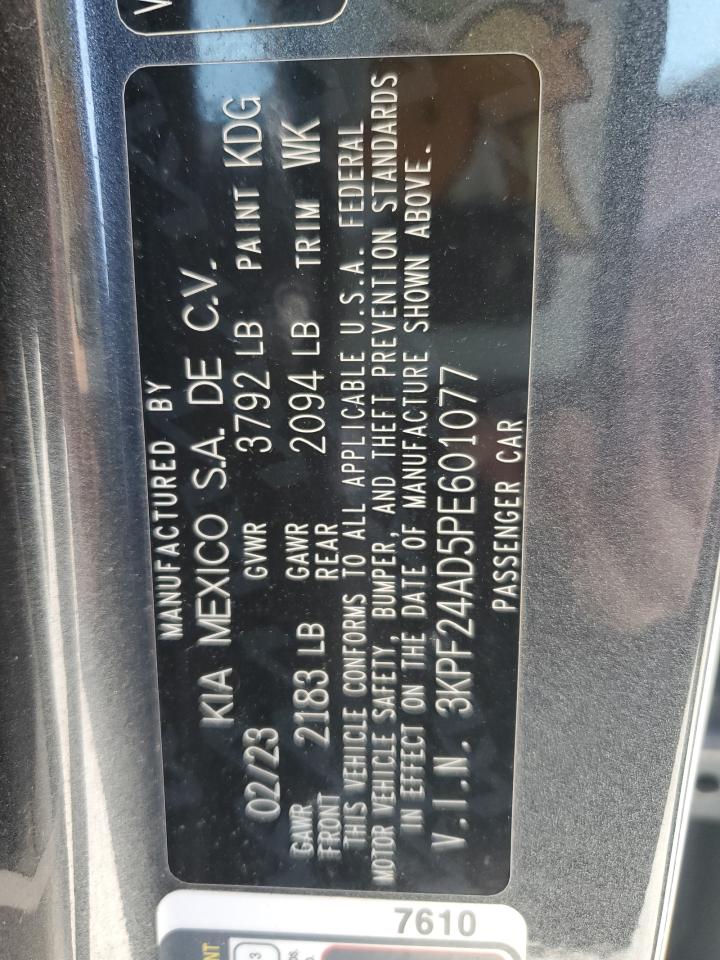 MANUFACTURED BY
KIA MEXICO S.A. DE C.V.
02/23 GVWR 3792 LB PAINT KDG
GAWR FRONT 2183 LB GAWR REAR 2094 LB TRIM WK
THIS VEHICLE CONFORMS TO ALL APPLICABLE U.S.A. FEDERAL
MOTOR VEHICLE SAFETY, BUMPER, AND THEFT PREVENTION STANDARDS
IN EFFECT ON THE DATE OF MANUFACTURE SHOWN ABOVE.
V.I.N. 3KPF24AD5PE601077
PASSENGER CAR
7610